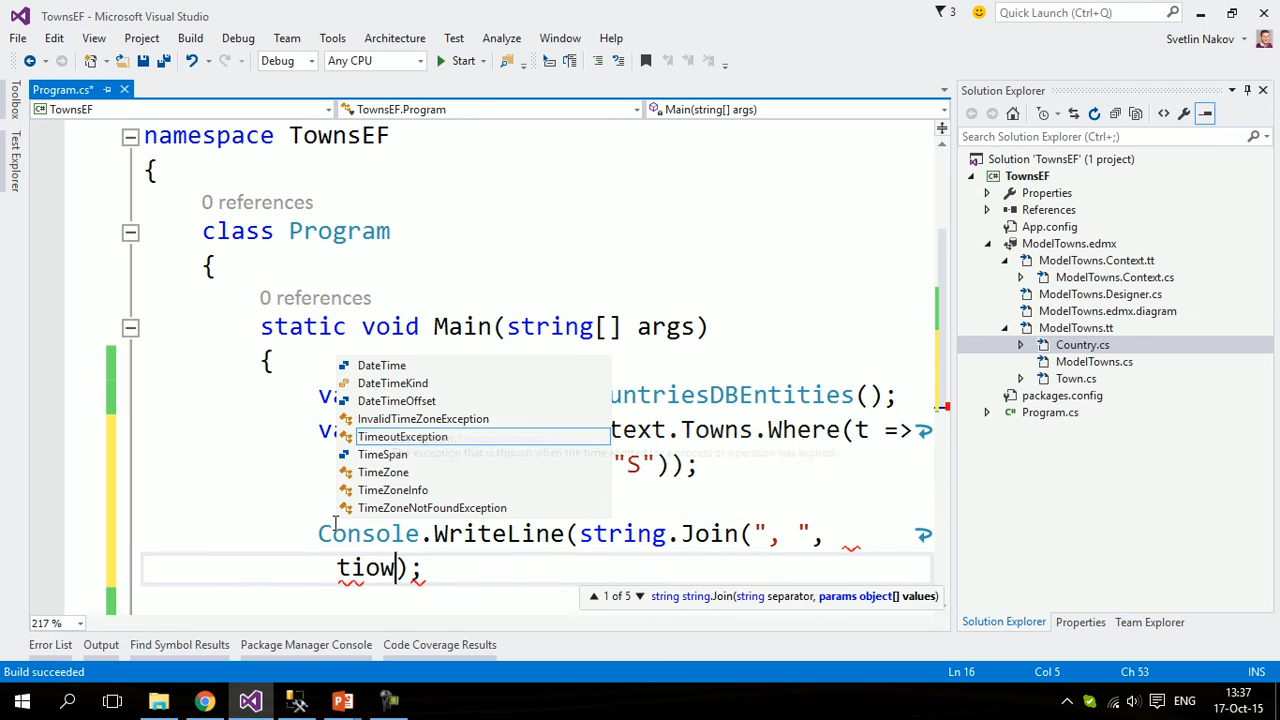 TownsEF - Microsoft Visual Studio
3
Quick Launch (Ctrl+Q)
File Edit View Project Build Debug Team Tools Architecture Test Analyze Window Help
Svetlin Nakov
Debug Any CPU Start
Toolbox
Test Explorer
Program.cs*
TownsEF TownsEF.Program Main(string[] args)
namespace TownsEF
{
0 references
class Program
{
0 references
static void Main(string[] args)
{
untriesDBEntities();
text.Towns.Where(t =>
"S"));
DateTime
DateTimeKind
DateTimeOffset
InvalidTimeZoneException
TimeoutException
TimeSpan
TimeZone
TimeZoneInfo
TimeZoneNotFoundException
Console.WriteLine(string.Join(", ",
tiow);
1 of 5 string string.Join(string separator, params object[] values)
217 %
Solution Explorer
Search Solution Explorer (Ctrl+;)
Solution 'TownsEF' (1 project)
TownsEF
Properties
References
App.config
ModelTowns.edmx
ModelTowns.Context.tt
ModelTowns.Context.cs
ModelTowns.Designer.cs
ModelTowns.edmx.diagram
ModelTowns.tt
Country.cs
ModelTowns.cs
Town.cs
packages.config
Program.cs
Solution Explorer Properties Team Explorer
Error List Output Find Symbol Results Package Manager Console Code Coverage Results
Build succeeded Ln 16 Col 5 Ch 53 INS
ENG
13:37
17-Oct-15